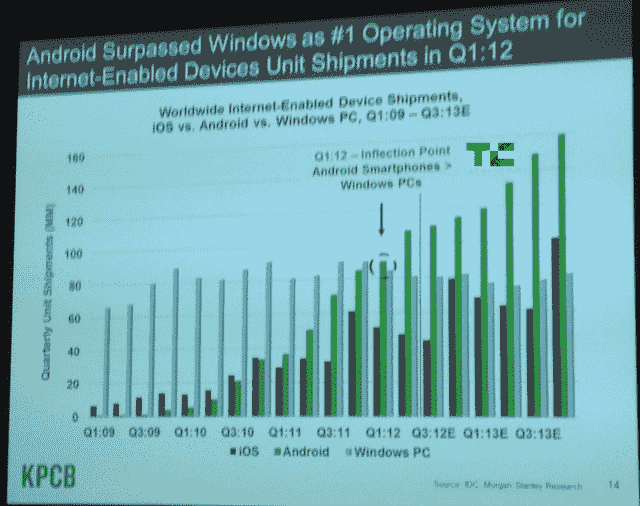 Android Surpassed Windows as #1 Operating System for
Internet-Enabled Devices Unit Shipments in Q1:12
Worldwide Internet-Enabled Device Shipments,
iOS vs. Android vs. Windows PC, Q1:09 – Q3:13E
Q1:12 – Inflection Point
Android Smartphones >
Windows PCs
TC
Quarterly Unit Shipments (MM)
160
140
120
100
80
60
40
20
0
Q1:09 Q3:09 Q1:10 Q3:10 Q1:11 Q3:11 Q1:12 Q3:12E Q1:13E Q3:13E
iOS Android Windows PC
KPCB
Source: IDC, Morgan Stanley Research 14